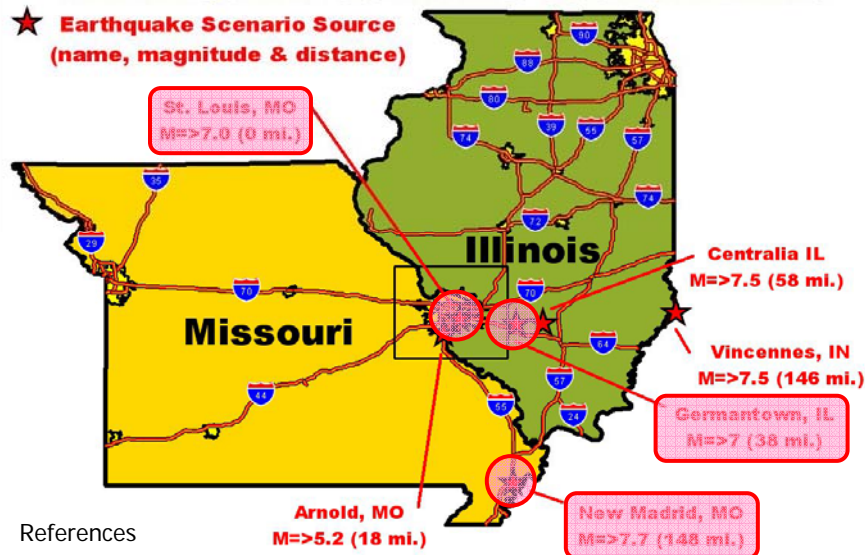 Earthquake Scenario Source
(name, magnitude & distance)
St. Louis, MO
M=>7.0 (0 mi.)
90
88
80
39
55
57
74
74
72
35
29
70
Illinois
Centralia IL
M=>7.5 (58 mi.)
70
Missouri
64
Vincennes, IN
M=>7.5 (146 mi.)
44
55
57
24
Germantown, IL
M=>7 (38 mi.)
Arnold, MO
M=>5.2 (18 mi.)
New Madrid, MO
M=>7.7 (148 mi.)
References